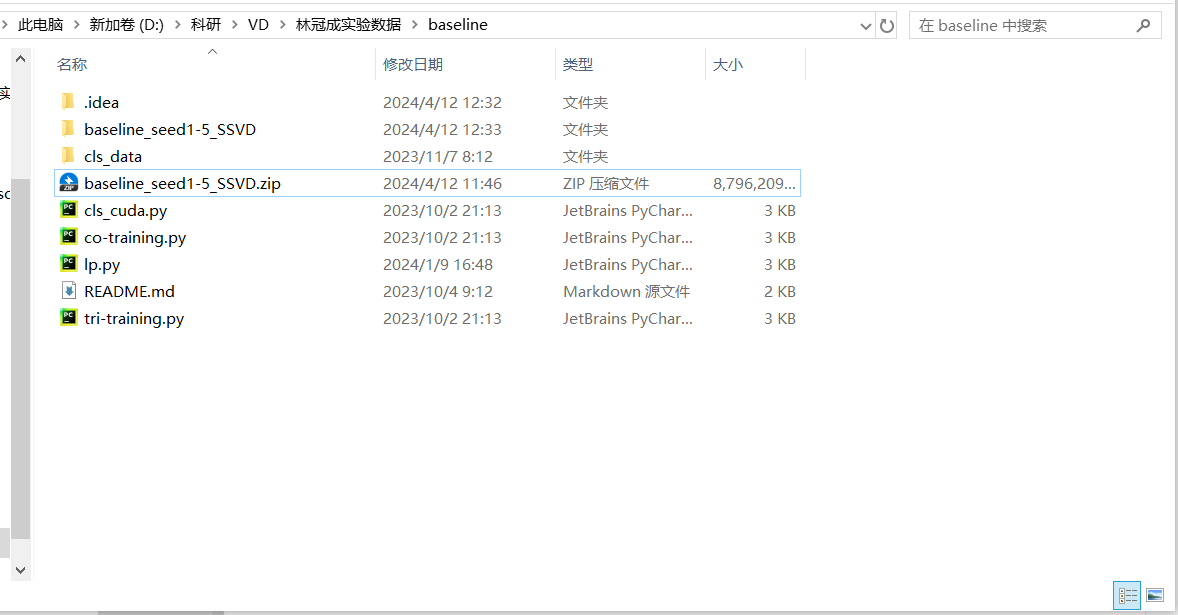 此电脑 > 新加卷 (D:) > 科研 > VD > 林冠成实验数据 > baseline
在 baseline 中搜索
名称 修改日期 类型 大小
.idea 2024/4/12 12:32 文件夹
baseline_seed1-5_SSVD 2024/4/12 12:33 文件夹
cls_data 2023/11/7 8:12 文件夹
baseline_seed1-5_SSVD.zip 2024/4/12 11:46 ZIP 压缩文件 8,796,209...
cls_cuda.py 2023/10/2 21:13 JetBrains PyChar... 3 KB
co-training.py 2023/10/2 21:13 JetBrains PyChar... 3 KB
lp.py 2024/1/9 16:48 JetBrains PyChar... 3 KB
README.md 2023/10/4 9:12 Markdown 源文件 2 KB
tri-training.py 2023/10/2 21:13 JetBrains PyChar... 3 KB